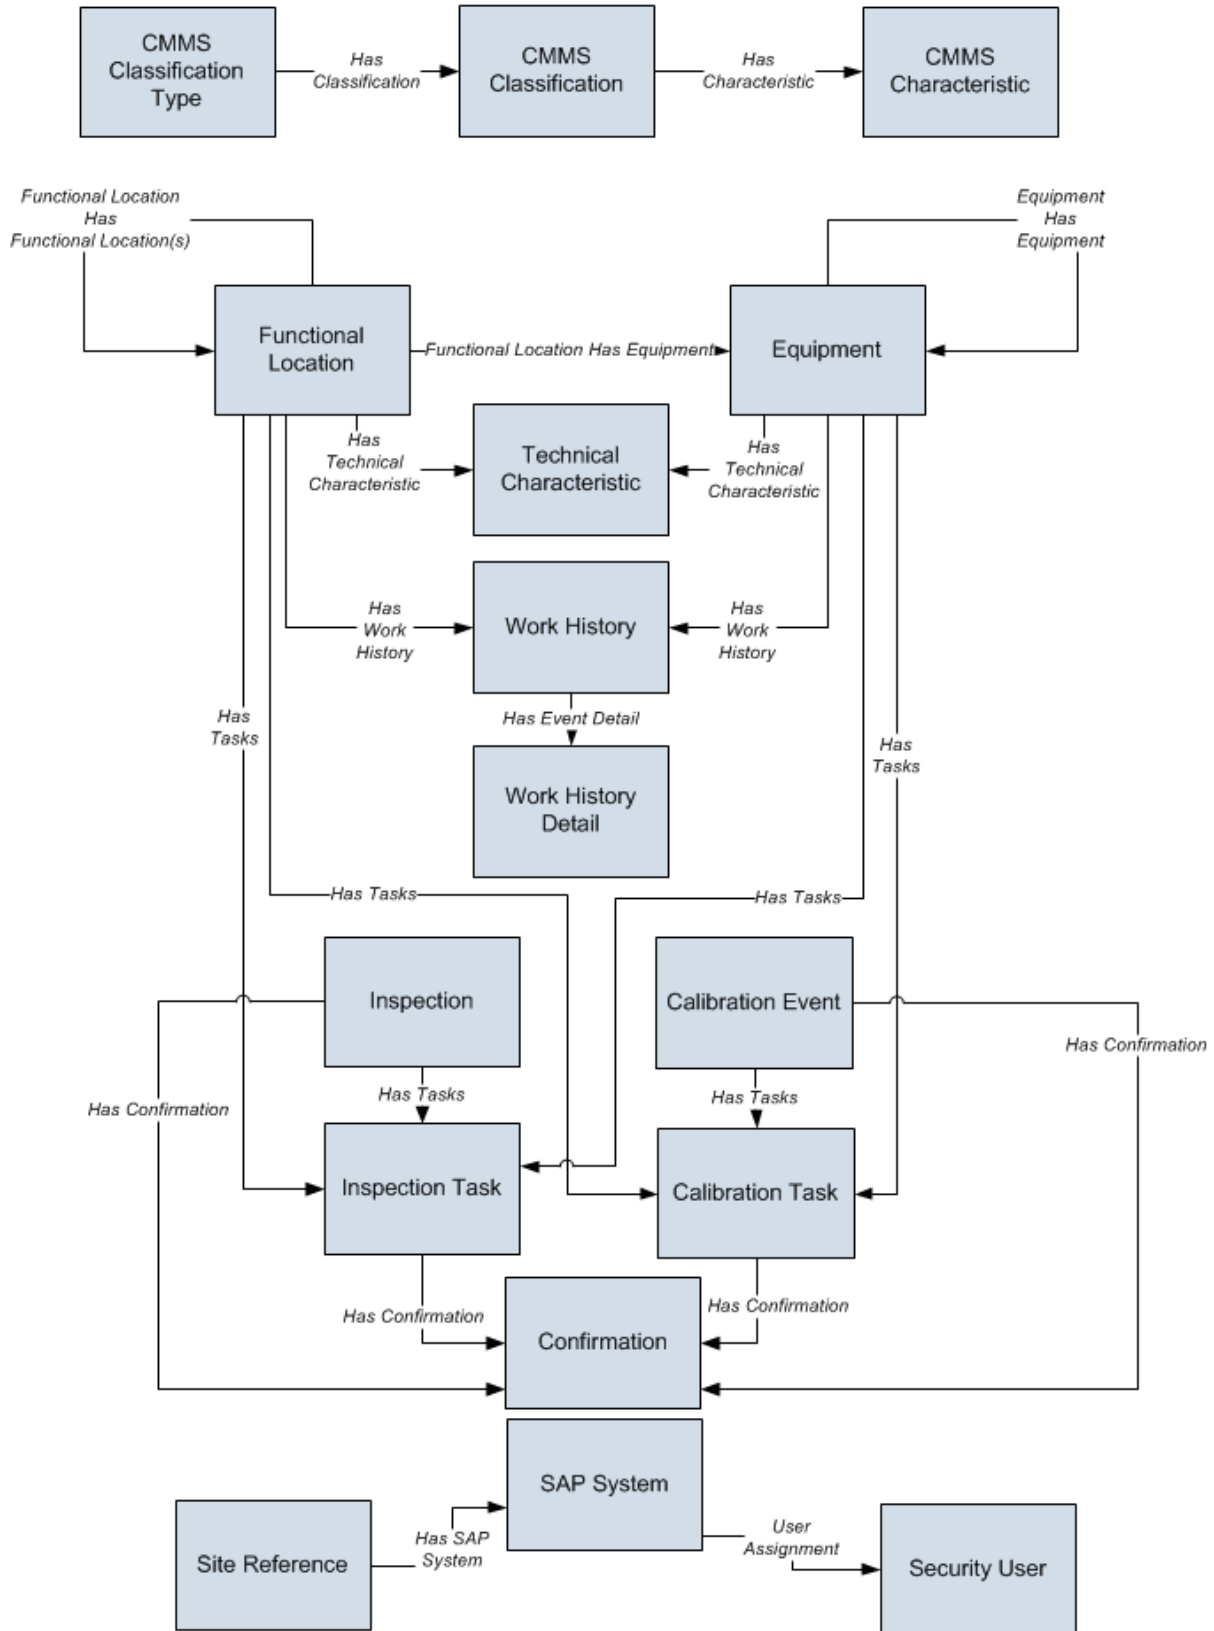 CMMS
Classification
Type
Has
Classification
CMMS
Classification
Has
Characteristic
CMMS
Characteristic
Functional Location
Has
Functional Location(s)
Equipment
Has
Equipment
Functional
Location
Functional Location Has Equipment
Equipment
Has
Technical
Characteristic
Technical
Characteristic
Has
Technical
Characteristic
Has
Work
History
Work History
Has
Work
History
Has
Tasks
Has Event Detail
Has
Tasks
Work History
Detail
Has Tasks
Has Tasks
Inspection
Calibration Event
Has Confirmation
Has Confirmation
Has Tasks
Has Tasks
Inspection Task
Calibration Task
Has Confirmation
Has Confirmation
Confirmation
SAP System
Site Reference
Has SAP
System
User
Assignment
Security User